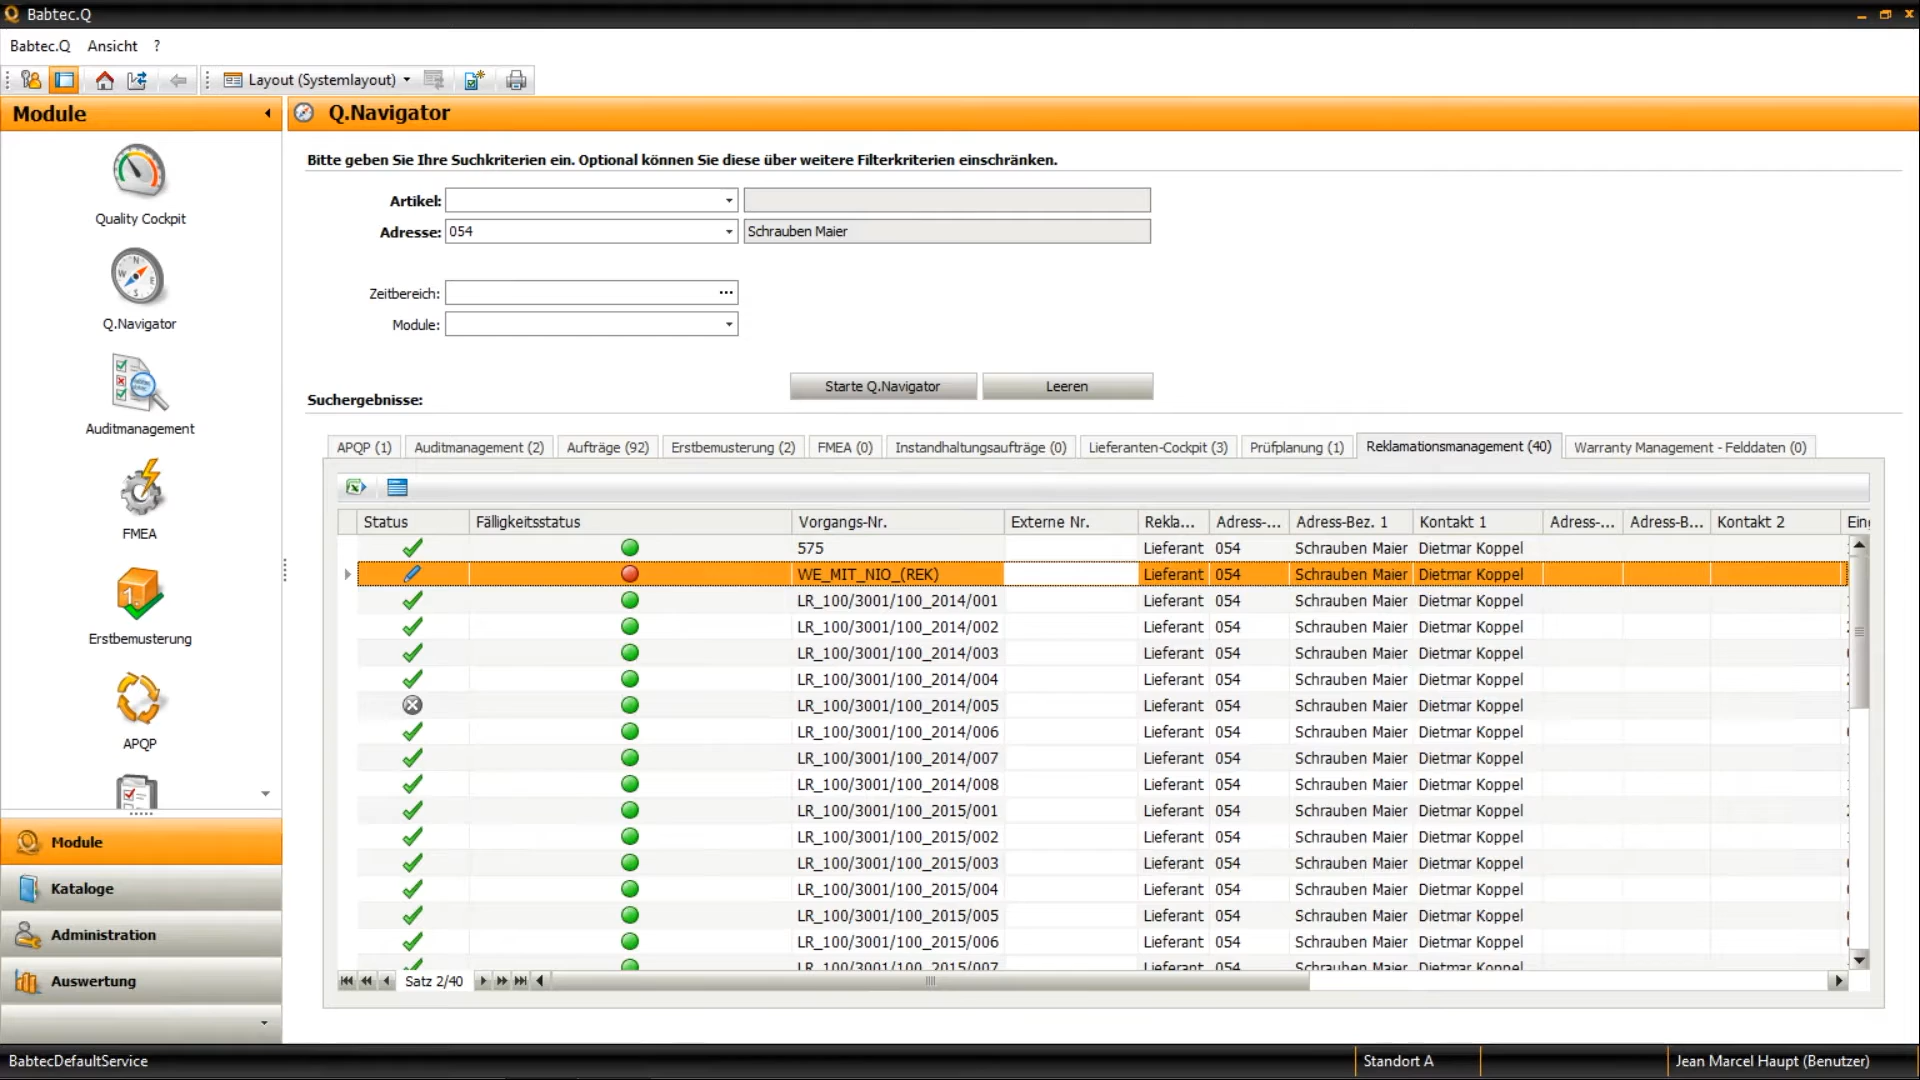 Babtec.Q
Babtec.Q Ansicht ?
Layout (Systemlayout)
Module
Q.Navigator
Quality Cockpit
Q.Navigator
Auditmanagement
FMEA
Erstbemusterung
APQP
Module
Kataloge
Administration
Auswertung
Bitte geben Sie Ihre Suchkriterien ein. Optional können Sie diese über weitere Filterkriterien einschränken.
Artikel:
Adresse: 054 Schrauben Maier
Zeitbereich: ...
Module:
Starte Q.Navigator Leeren
Suchergebnisse:
APQP (1) Auditmanagement (2) Aufträge (92) Erstbemusterung (2) FMEA (0) Instandhaltungsaufträge (0) Lieferanten-Cockpit (3) Prüfplanung (1) Reklamationsmanagement (40) Warranty Management - Felddaten (0)
Status Fälligkeitsstatus Vorgangs-Nr. Externe Nr. Rekla... Adress-... Adress-Bez. 1 Kontakt 1 Adress-... Adress-B... Kontakt 2
575 Lieferant 054 Schrauben Maier Dietmar Koppel
WE_MIT_NIO_(REK) Lieferant 054 Schrauben Maier Dietmar Koppel
LR_100/3001/100_2014/001 Lieferant 054 Schrauben Maier Dietmar Koppel
LR_100/3001/100_2014/002 Lieferant 054 Schrauben Maier Dietmar Koppel
LR_100/3001/100_2014/003 Lieferant 054 Schrauben Maier Dietmar Koppel
LR_100/3001/100_2014/004 Lieferant 054 Schrauben Maier Dietmar Koppel
LR_100/3001/100_2014/005 Lieferant 054 Schrauben Maier Dietmar Koppel
LR_100/3001/100_2014/006 Lieferant 054 Schrauben Maier Dietmar Koppel
LR_100/3001/100_2014/007 Lieferant 054 Schrauben Maier Dietmar Koppel
LR_100/3001/100_2014/008 Lieferant 054 Schrauben Maier Dietmar Koppel
LR_100/3001/100_2015/001 Lieferant 054 Schrauben Maier Dietmar Koppel
LR_100/3001/100_2015/002 Lieferant 054 Schrauben Maier Dietmar Koppel
LR_100/3001/100_2015/003 Lieferant 054 Schrauben Maier Dietmar Koppel
LR_100/3001/100_2015/004 Lieferant 054 Schrauben Maier Dietmar Koppel
LR_100/3001/100_2015/005 Lieferant 054 Schrauben Maier Dietmar Koppel
LR_100/3001/100_2015/006 Lieferant 054 Schrauben Maier Dietmar Koppel
LR_100/3001/100_2015/007 Lieferant 054 Schrauben Maier Dietmar Koppel
Satz 2/40
BabtecDefaultService Standort A Jean Marcel Haupt (Benutzer)